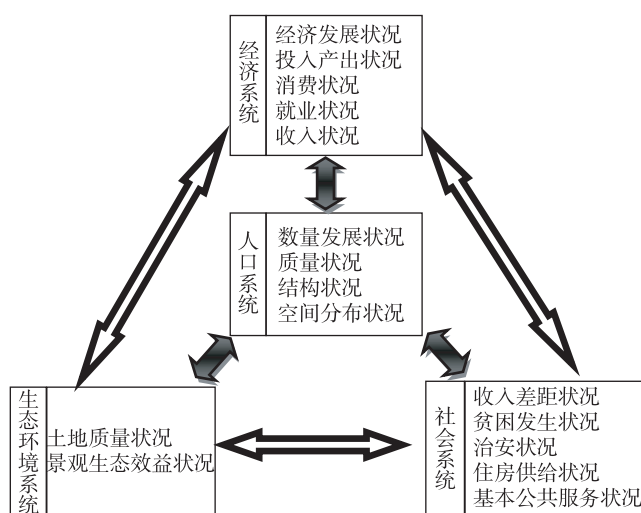 经济系统
经济发展状况
投入产出状况
消费状况
就业状况
收入状况
人口系统
数量发展状况
质量状况
结构状况
空间分布状况
生态环境系统
土地质量状况
景观生态效益状况
社会系统
收入差距状况
贫困发生状况
治安状况
住房供给状况
基本公共服务状况